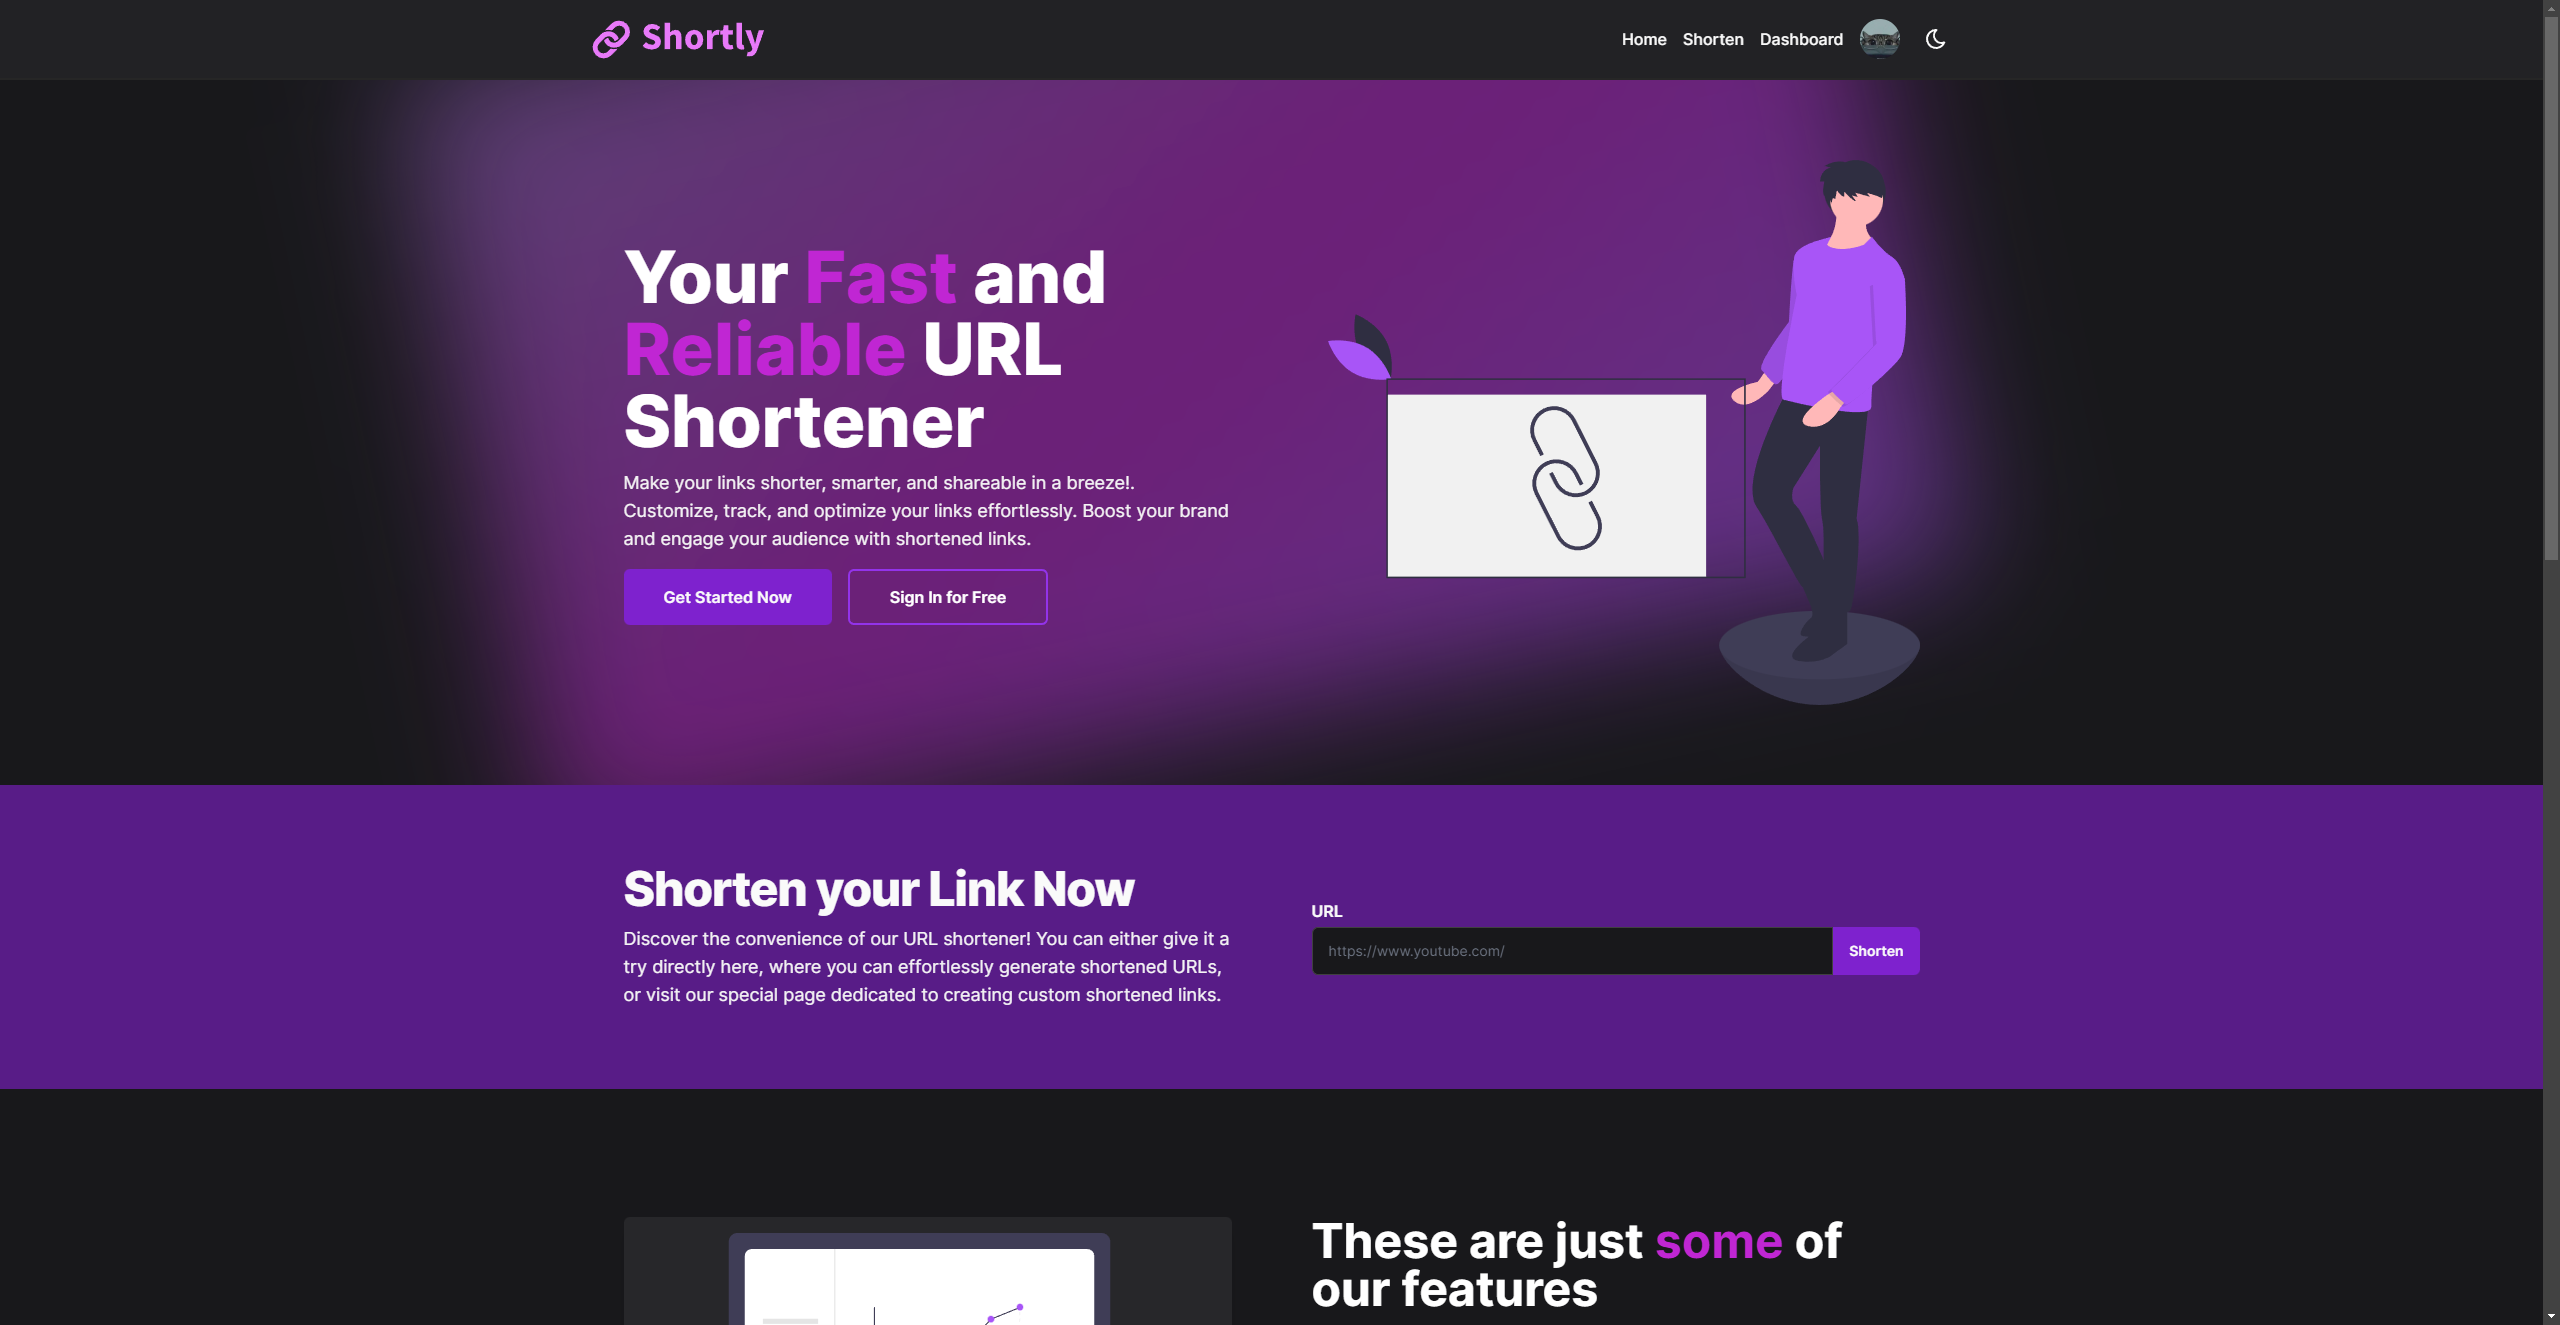 Shortly
Home Shorten Dashboard
Your Fast and
Reliable URL
Shortener
Make your links shorter, smarter, and shareable in a breeze!.
Customize, track, and optimize your links effortlessly. Boost your brand
and engage your audience with shortened links.
Get Started Now Sign In for Free
Shorten your Link Now
Discover the convenience of our URL shortener! You can either give it a
try directly here, where you can effortlessly generate shortened URLs,
or visit our special page dedicated to creating custom shortened links.
URL
https://www.youtube.com/ Shorten
These are just some of
our features